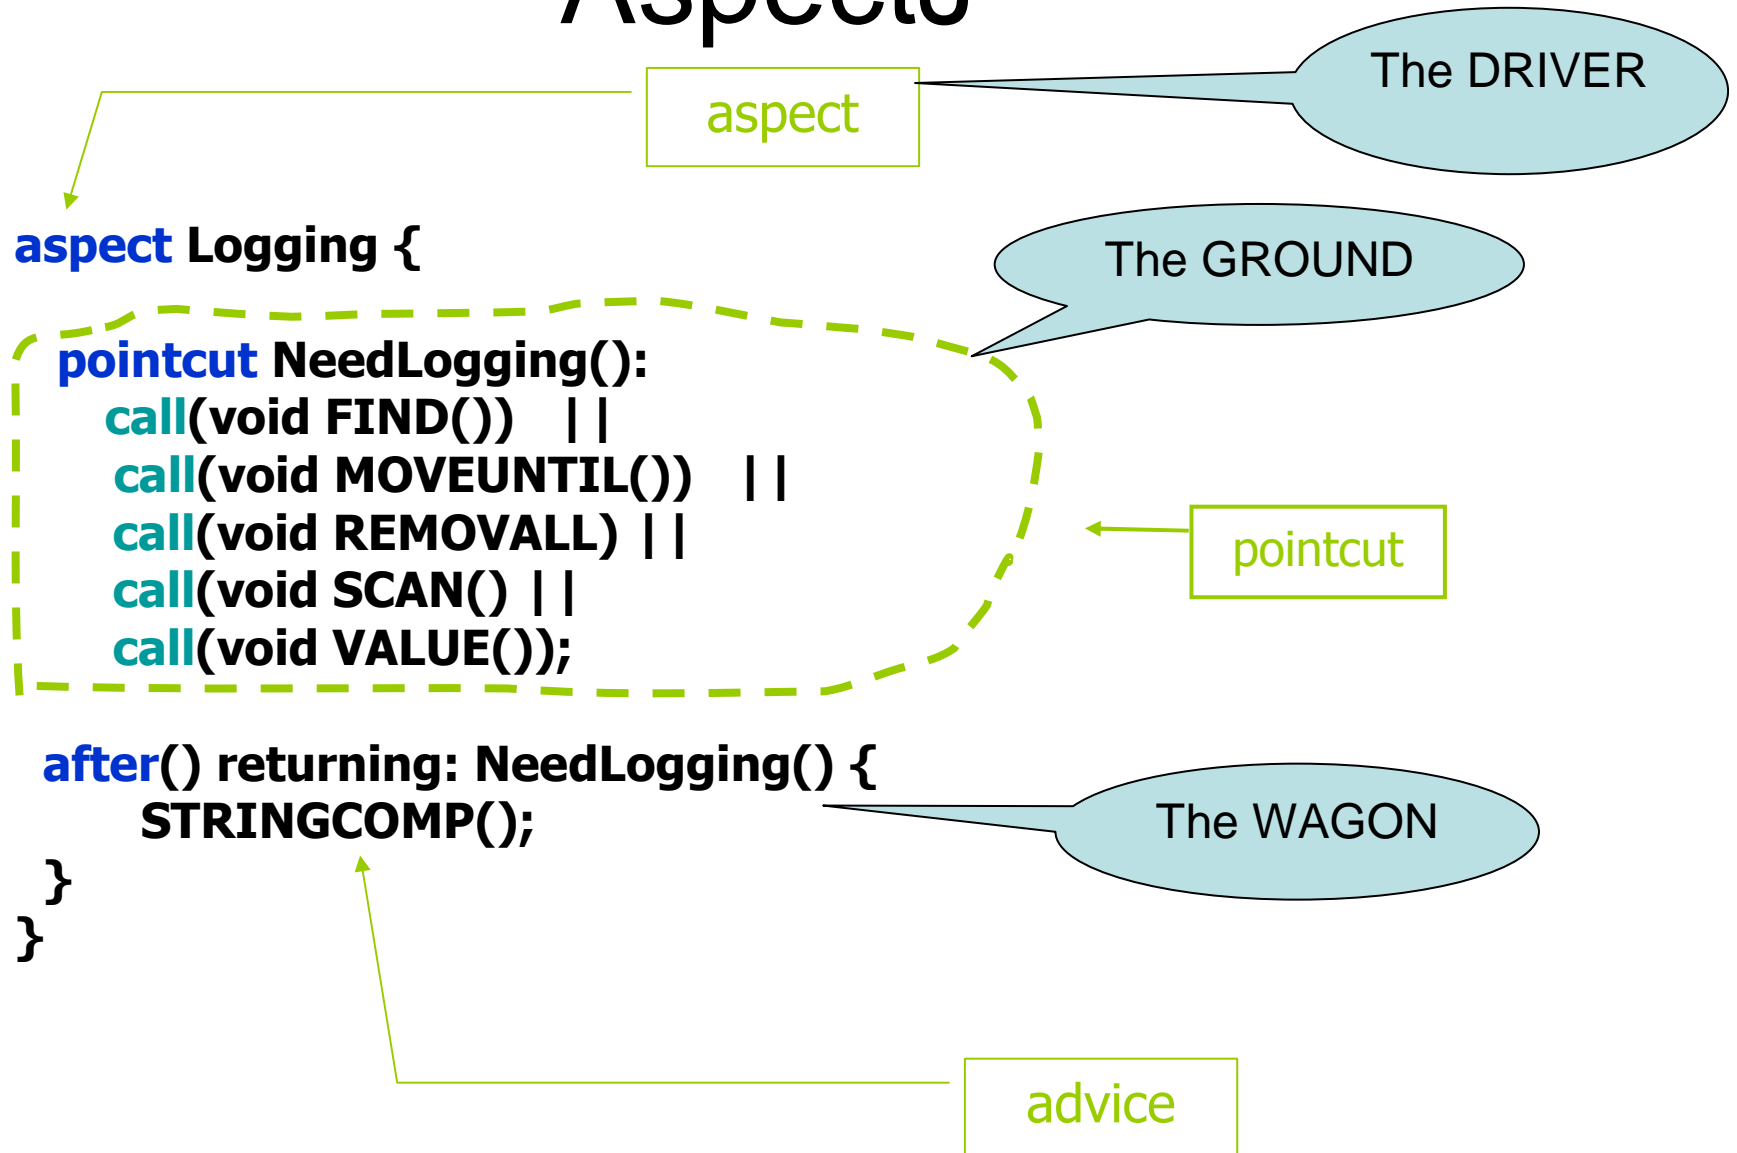 AspectJ
The DRIVER
aspect
aspect Logging {
The GROUND
pointcut NeedLogging():
call(void FIND()) ||
call(void MOVEUNTIL()) ||
call(void REMOVALL) ||
pointcut
call(void SCAN() ||
call(void VALUE());
after() returning: NeedLogging() {
STRINGCOMP();
The WAGON
}
}
advice